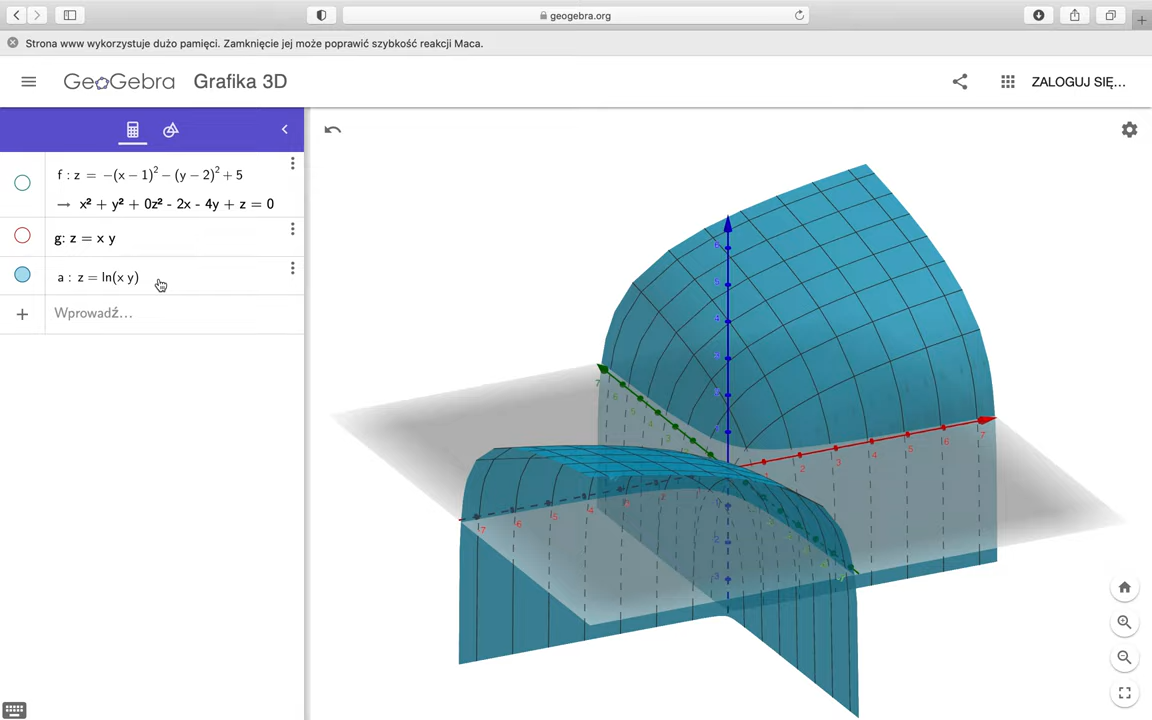 geogebra.org
Strona www wykorzystuje dużo pamięci. Zamknięcie jej może poprawić szybkość reakcji Maca.
GeoGebra Grafika 3D
ZALOGUJ SIĘ...
f : z = −(x − 1)² − (y − 2)² + 5
→ x² + y² + 0z² - 2x - 4y + z = 0
g: z = x y
a : z = ln(x y)
Wprowadź...